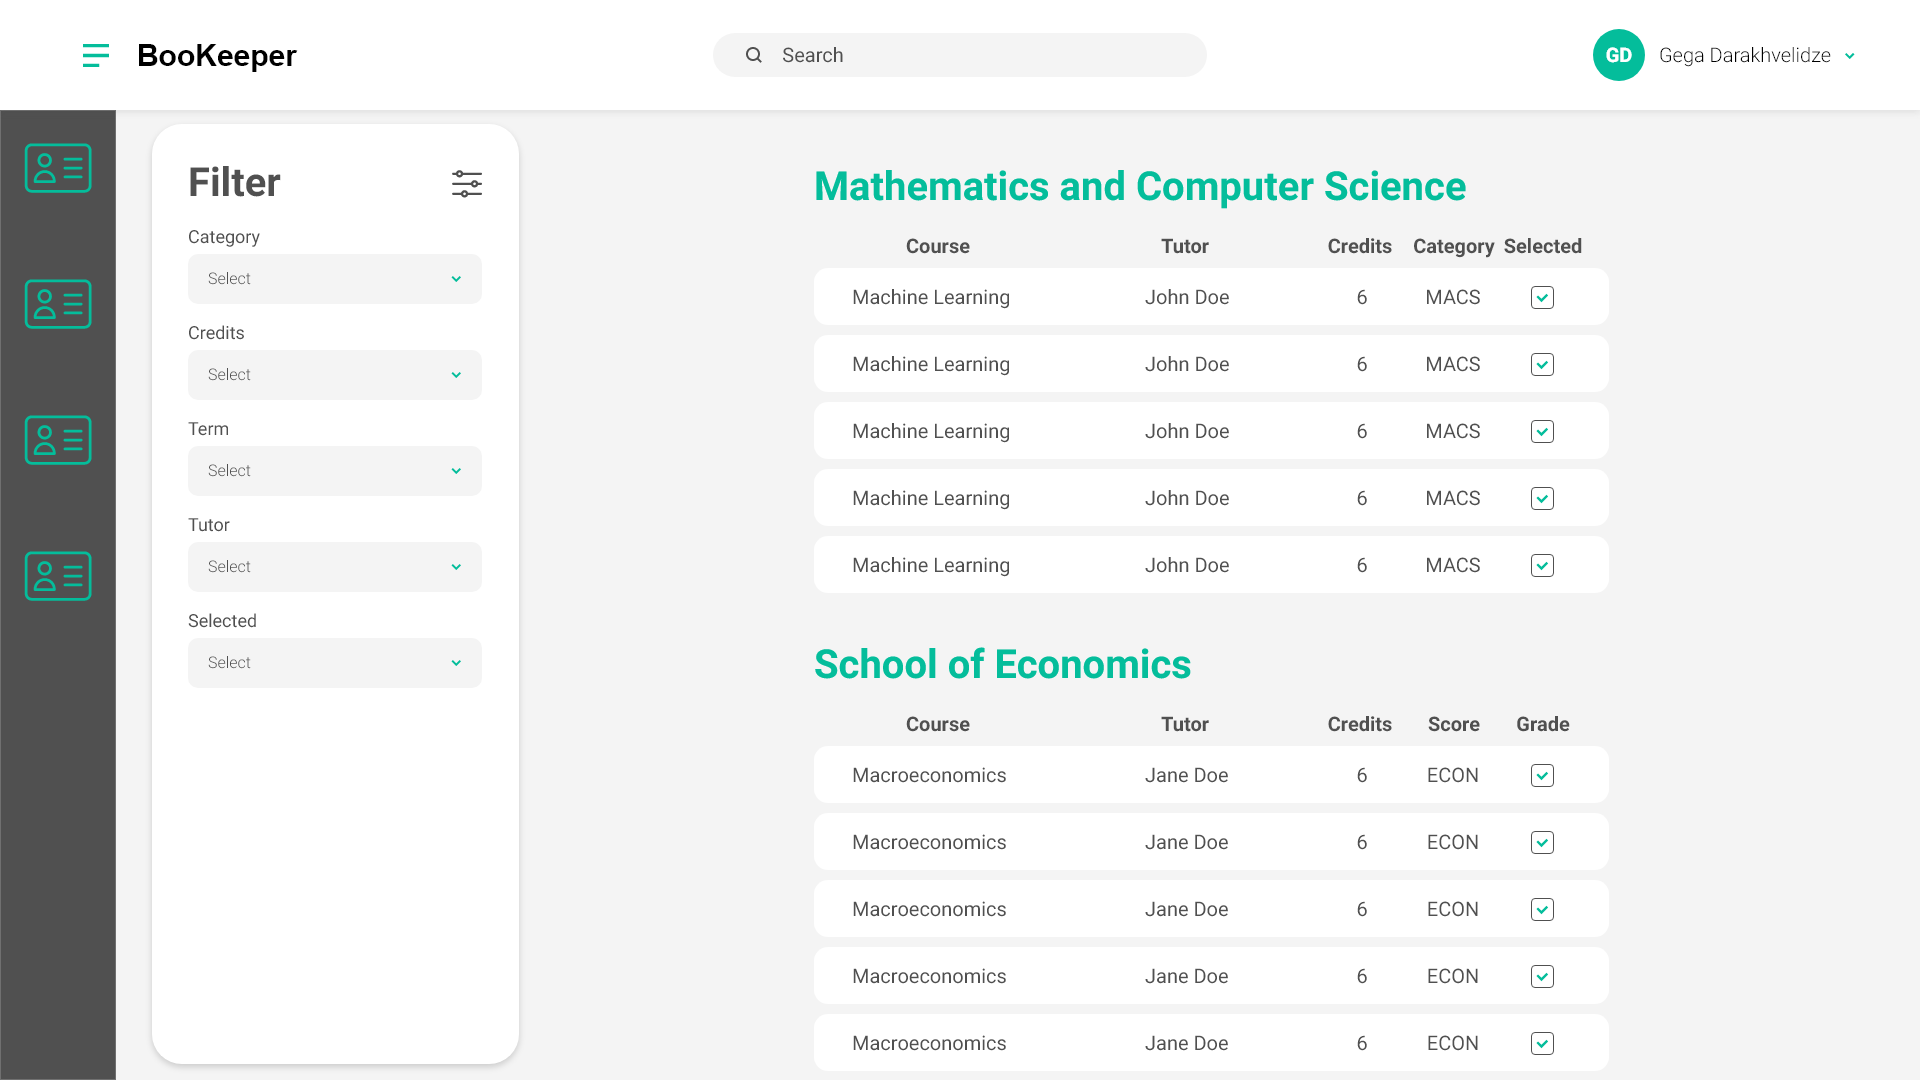 BooKeeper
Search
GD
Gega Darakhvelidze
Filter
Category
Select
Credits
Select
Term
Select
Tutor
Select
Selected
Select
Mathematics and Computer Science
Course Tutor Credits Category Selected
Machine Learning John Doe 6 MACS
Machine Learning John Doe 6 MACS
Machine Learning John Doe 6 MACS
Machine Learning John Doe 6 MACS
Machine Learning John Doe 6 MACS
School of Economics
Course Tutor Credits Score Grade
Macroeconomics Jane Doe 6 ECON
Macroeconomics Jane Doe 6 ECON
Macroeconomics Jane Doe 6 ECON
Macroeconomics Jane Doe 6 ECON
Macroeconomics Jane Doe 6 ECON